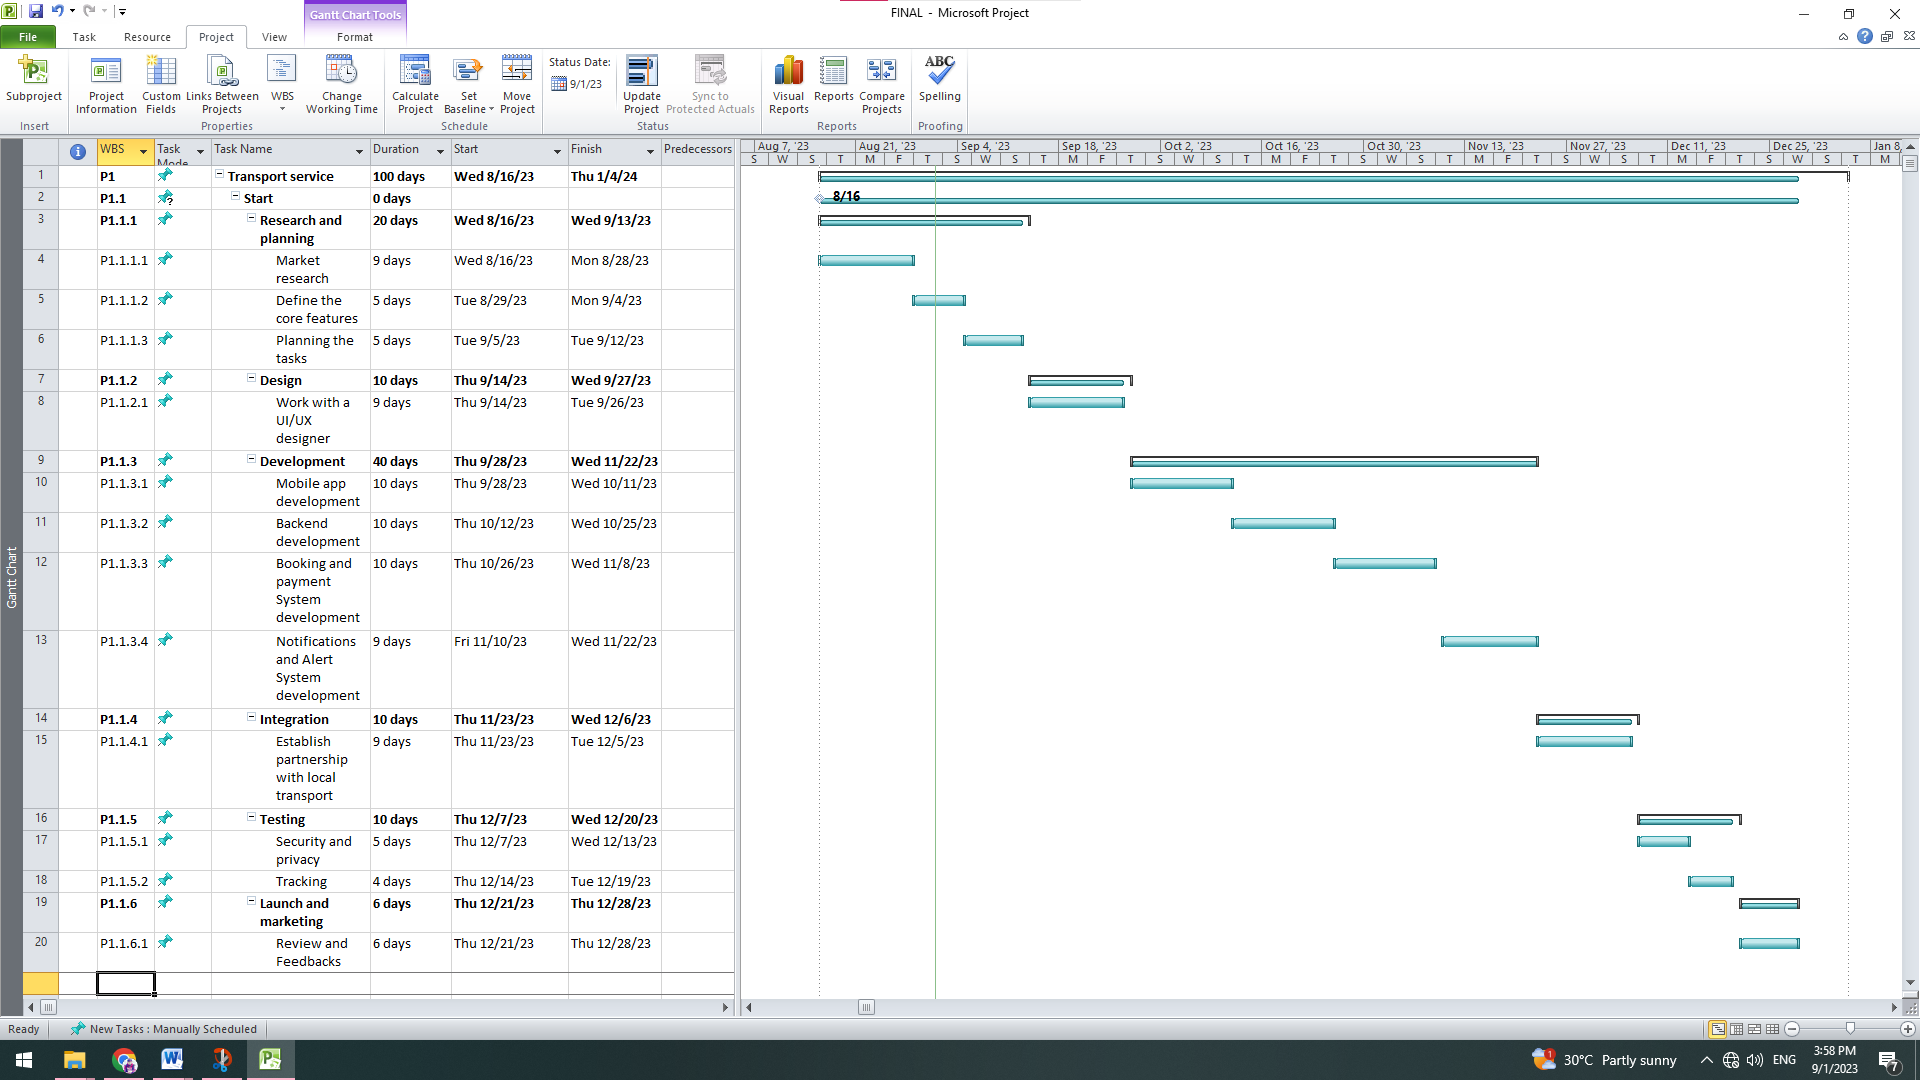 FINAL - Microsoft Project
Gantt Chart Tools
File Task Resource Project View Format
Subproject
Project Information
Custom Fields
Links Between Projects
WBS
Change Working Time
Calculate Project
Set Baseline
Move Project
Status Date:
9/1/23
Update Project
Sync to Protected Actuals
Visual Reports
Reports
Compare Projects
ABC
Spelling
Insert Properties Schedule Status Reports Proofing
WBS Task Mode Task Name Duration Start Finish Predecessors
Aug 7, '23 Aug 21, '23 Sep 4, '23 Sep 18, '23 Oct 2, '23 Oct 16, '23 Oct 30, '23 Nov 13, '23 Nov 27, '23 Dec 11, '23 Dec 25, '23 Jan 8,
S W S T M F T S W S T M F T S W S T M F T S W S T M F T S W S T M F T S W S T M
1 P1 Transport service 100 days Wed 8/16/23 Thu 1/4/24
2 P1.1 Start 0 days
8/16
3 P1.1.1 Research and planning 20 days Wed 8/16/23 Wed 9/13/23
4 P1.1.1.1 Market research 9 days Wed 8/16/23 Mon 8/28/23
5 P1.1.1.2 Define the core features 5 days Tue 8/29/23 Mon 9/4/23
6 P1.1.1.3 Planning the tasks 5 days Tue 9/5/23 Tue 9/12/23
7 P1.1.2 Design 10 days Thu 9/14/23 Wed 9/27/23
8 P1.1.2.1 Work with a UI/UX designer 9 days Thu 9/14/23 Tue 9/26/23
9 P1.1.3 Development 40 days Thu 9/28/23 Wed 11/22/23
10 P1.1.3.1 Mobile app development 10 days Thu 9/28/23 Wed 10/11/23
11 P1.1.3.2 Backend development 10 days Thu 10/12/23 Wed 10/25/23
12 P1.1.3.3 Booking and payment System development 10 days Thu 10/26/23 Wed 11/8/23
13 P1.1.3.4 Notifications and Alert System development 9 days Fri 11/10/23 Wed 11/22/23
14 P1.1.4 Integration 10 days Thu 11/23/23 Wed 12/6/23
15 P1.1.4.1 Establish partnership with local transport 9 days Thu 11/23/23 Tue 12/5/23
16 P1.1.5 Testing 10 days Thu 12/7/23 Wed 12/20/23
17 P1.1.5.1 Security and privacy 5 days Thu 12/7/23 Wed 12/13/23
18 P1.1.5.2 Tracking 4 days Thu 12/14/23 Tue 12/19/23
19 P1.1.6 Launch and marketing 6 days Thu 12/21/23 Thu 12/28/23
20 P1.1.6.1 Review and Feedbacks 6 days Thu 12/21/23 Thu 12/28/23
Gantt Chart
Ready New Tasks : Manually Scheduled
30°C Partly sunny ENG 3:58 PM
9/1/2023
7